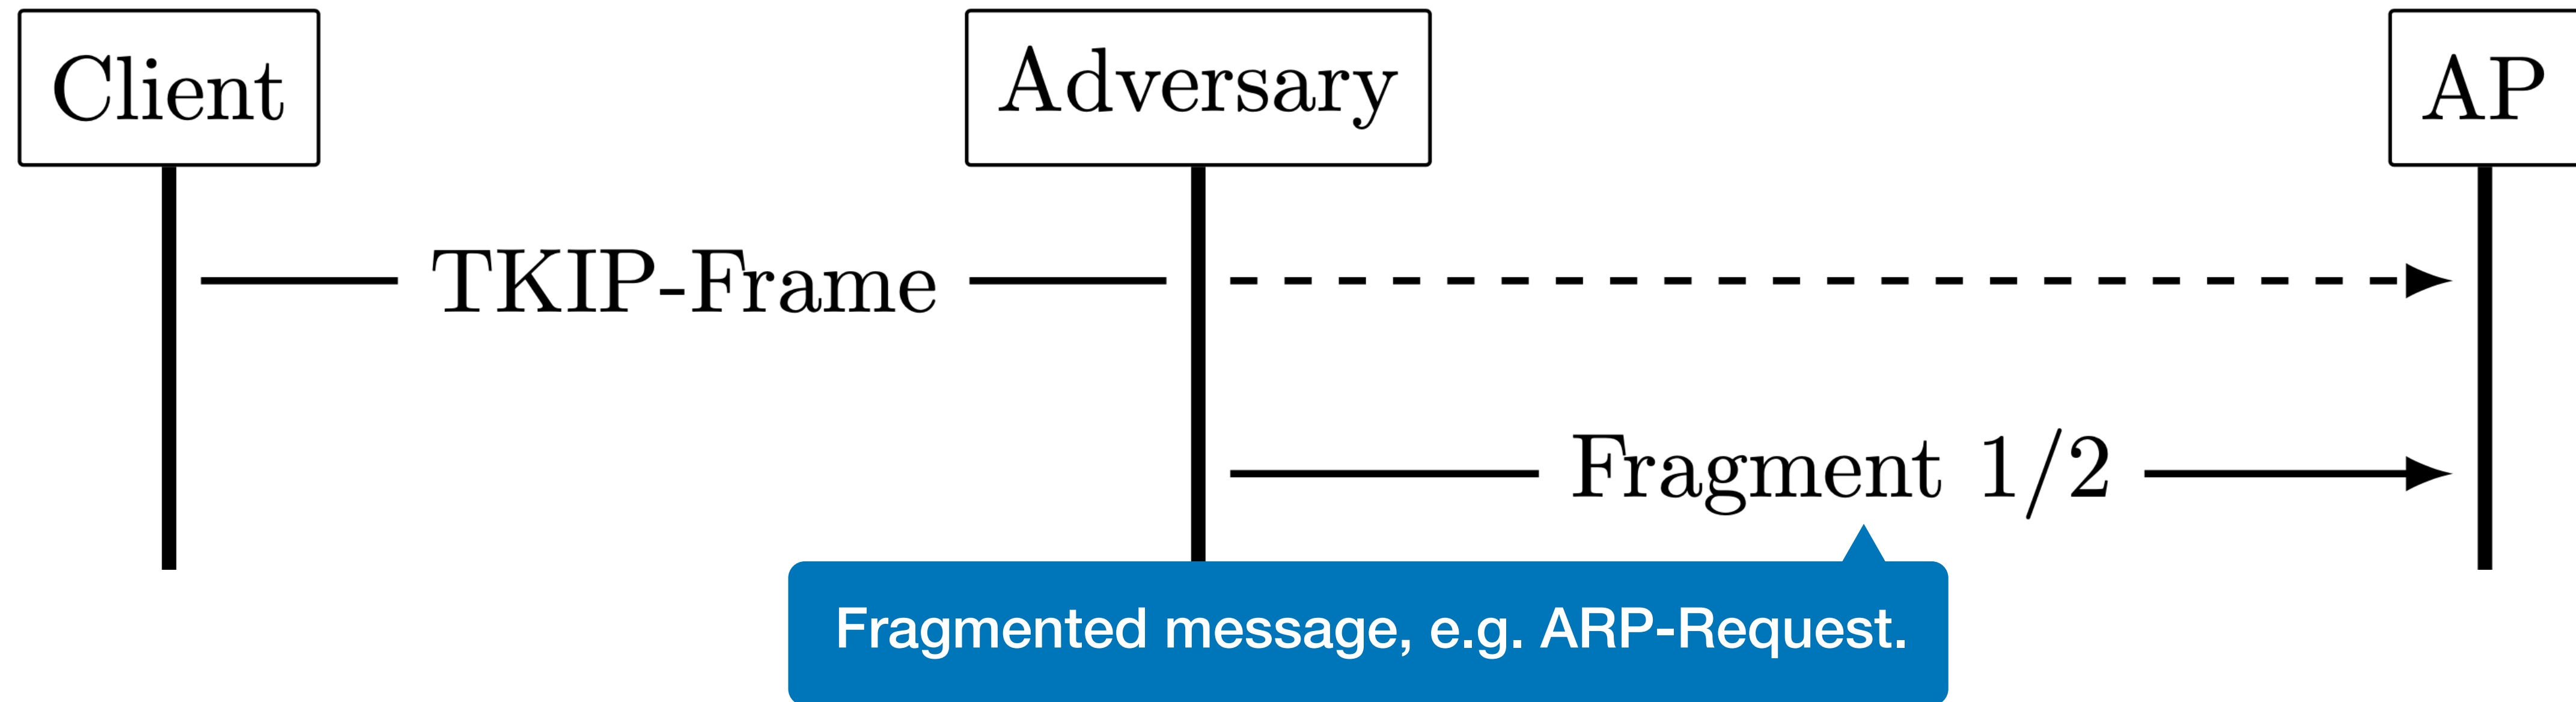 Client
Adversary
AP
TKIP-Frame
Fragment 1/2
Fragmented message, e.g. ARP-Request.